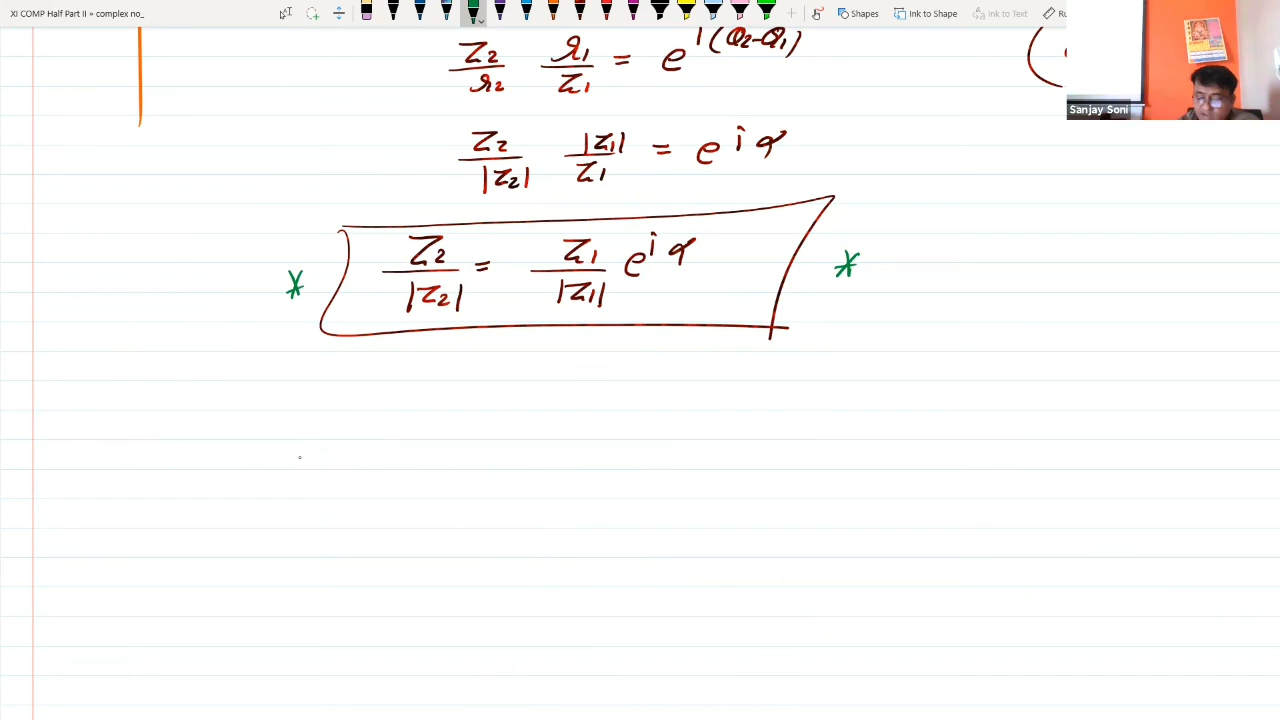 XI COMP Half Part II » complex no_
Shapes Ink to Shape Ink to Text Ru
Z2/r2 r1/Z1 = e^i(θ2-θ1)
Sanjay Soni
Z2/|Z2| |Z1|/Z1 = e^iα
* Z2/|Z2| = Z1/|Z1| e^iα *